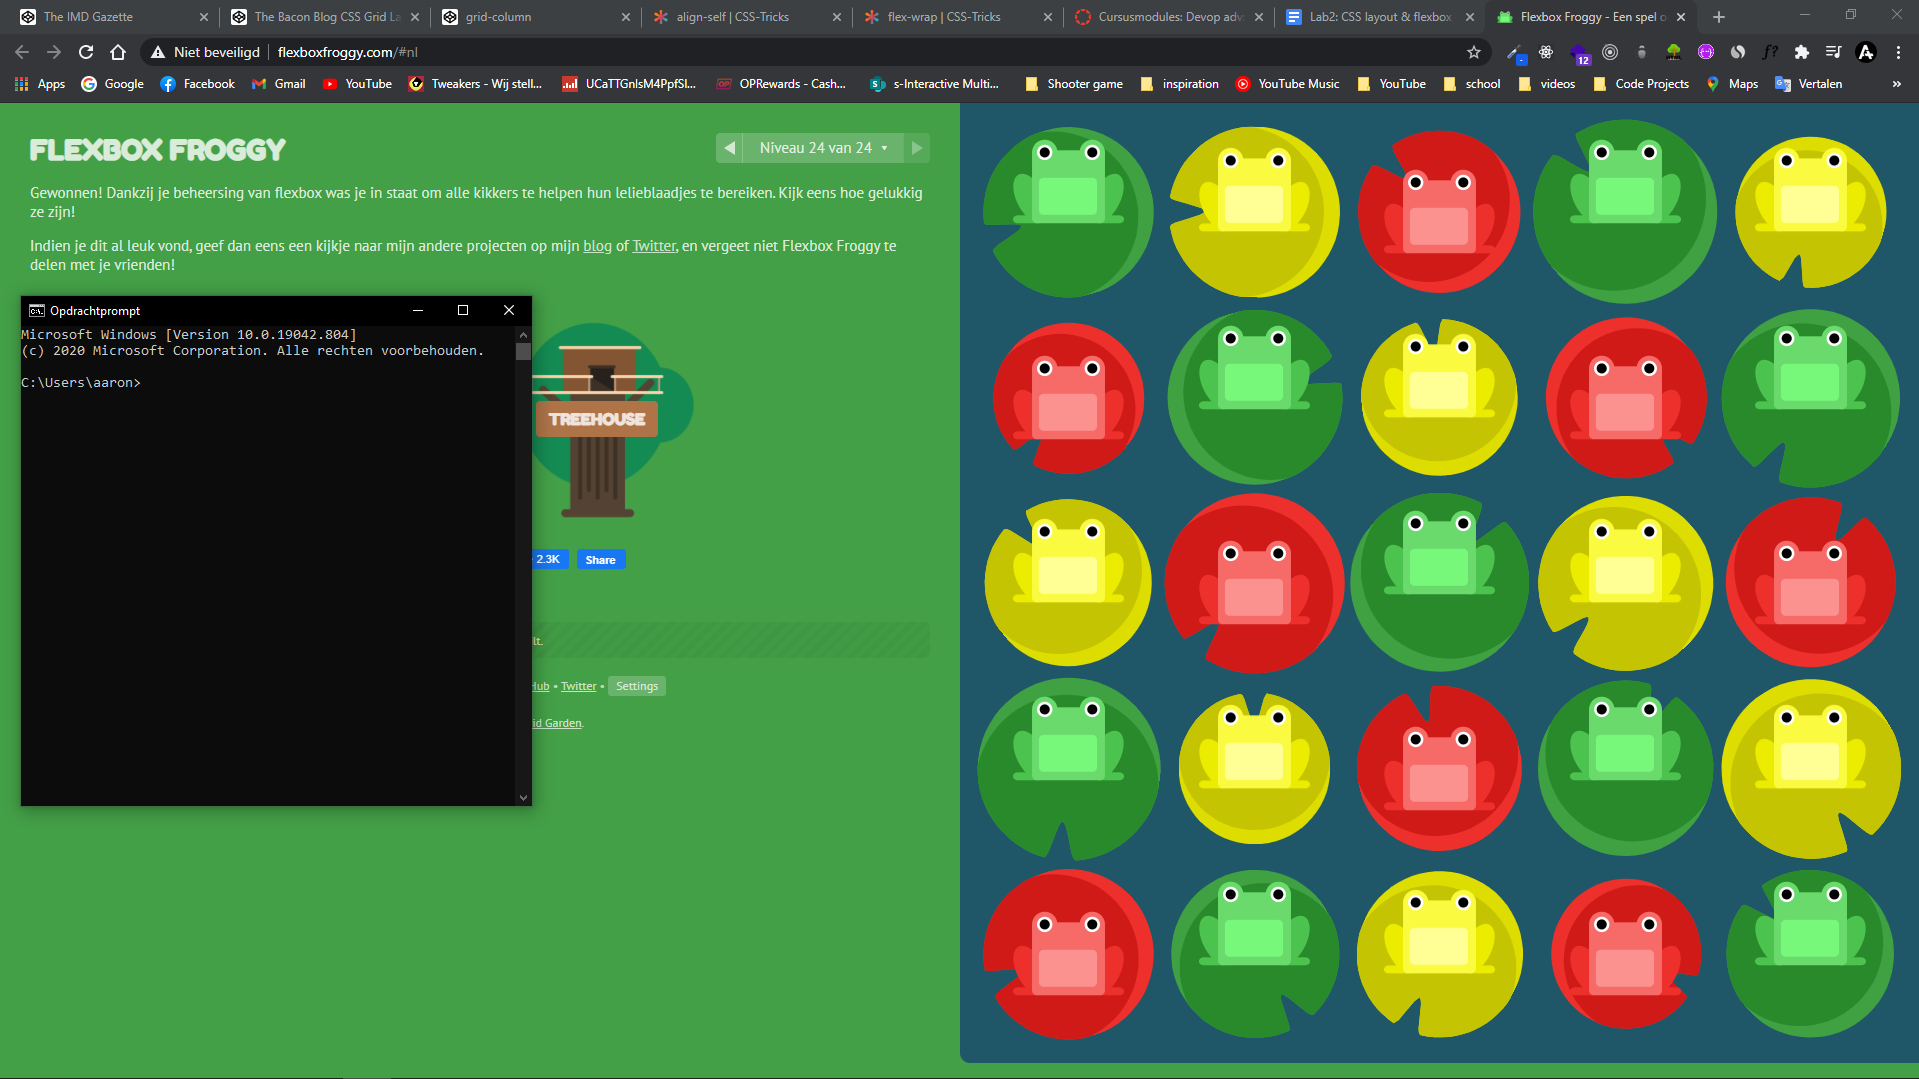 The IMD Gazette
The Bacon Blog CSS Grid La
grid-column
align-self | CSS-Tricks
flex-wrap | CSS-Tricks
Cursusmodules: Devop adv
Lab2: CSS layout & flexbox
Flexbox Froggy - Een spel o
Niet beveiligd
flexboxfroggy.com/#nl
12
f?
A
Apps
Google
Facebook
Gmail
YouTube
Tweakers - Wij stell...
UCaTTGnlsM4PpfSl...
OPRewards - Cash...
s-Interactive Multi...
Shooter game
inspiration
YouTube Music
YouTube
school
videos
Code Projects
Maps
Vertalen
»
FLEXBOX FROGGY
Niveau 24 van 24
Gewonnen! Dankzij je beheersing van flexbox was je in staat om alle kikkers te helpen hun lelieblaadjes te bereiken. Kijk eens hoe gelukkig
ze zijn!
Indien je dit al leuk vond, geef dan eens een kijkje naar mijn andere projecten op mijn blog of Twitter, en vergeet niet Flexbox Froggy te
delen met je vrienden!
Opdrachtprompt
Microsoft Windows [Version 10.0.19042.804]
(c) 2020 Microsoft Corporation. Alle rechten voorbehouden.
C:\Users\aaron>
TREEHOUSE
2.3K
Share
lt.
Hub • Twitter • Settings
id Garden.